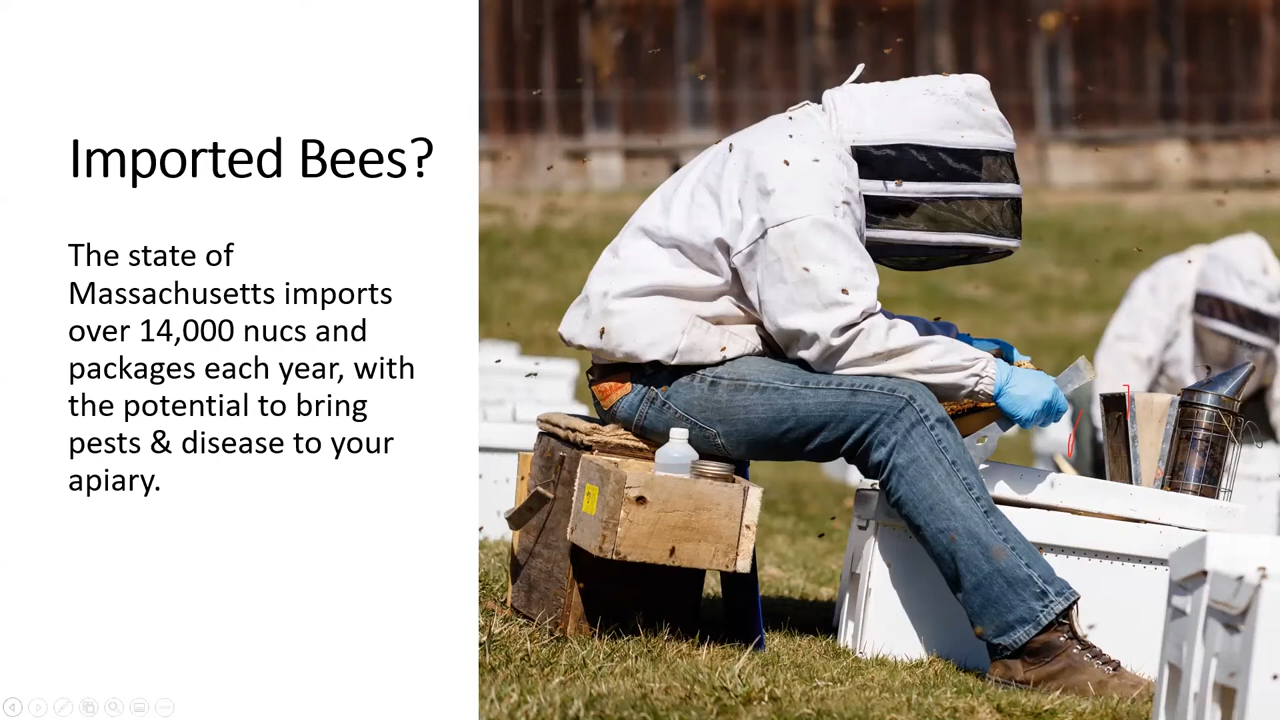 Imported Bees?
The state of
Massachusetts imports
over 14,000 nucs and
packages each year, with
the potential to bring
pests & disease to your
apiary.